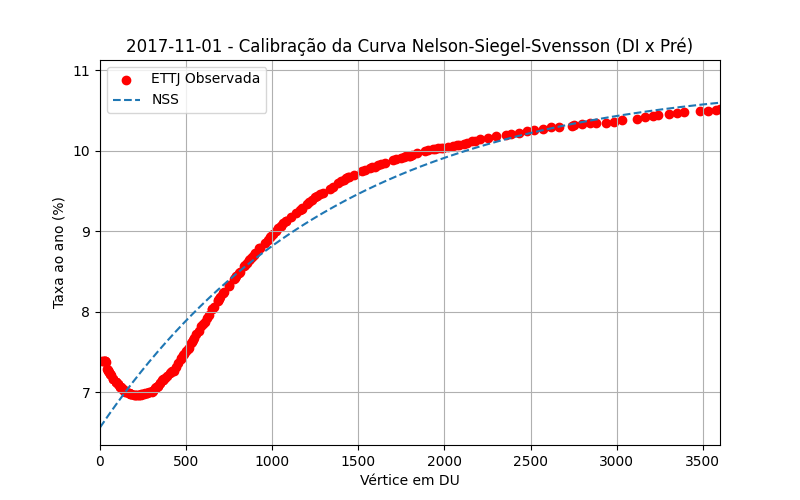 2017-11-01 - Calibração da Curva Nelson-Siegel-Svensson (DI x Pré)
ETTJ Observada
NSS
Taxa ao ano (%)
11
10
9
8
7
0 500 1000 1500 2000 2500 3000 3500
Vértice em DU